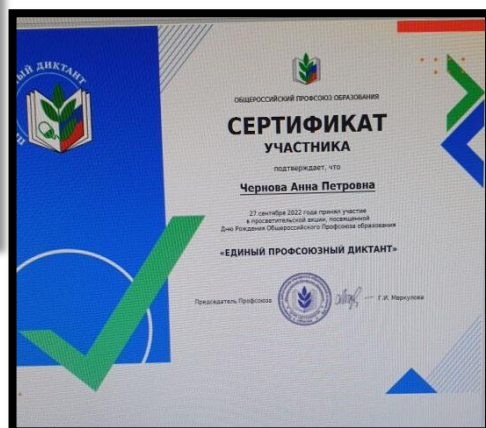 ЫЙ ДИКТАНТ
ОБЩЕРОССИЙСКИЙ ПРОФСОЮЗ ОБРАЗОВАНИЯ
СЕРТИФИКАТ
УЧАСТНИКА
подтверждает, что
Чернова Анна Петровна
27 сентября 2022 года принял участие
в просветительской акции, посвященной
Дню Рождения Общероссийского Профсоюза образования
«ЕДИНЫЙ ПРОФСОЮЗНЫЙ ДИКТАНТ»
Председатель Профсоюза
Г.И. Меркулова